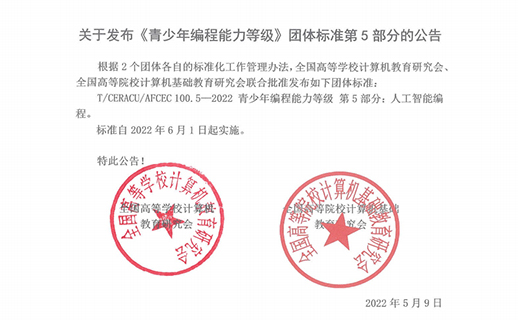 关于发布《青少年编程能力等级》团体标准第 5 部分的公告
根据 2 个团体各自的标准化工作管理办法，全国高等学校计算机教育研究会、
全国高等院校计算机基础教育研究会联合批准发布如下团体标准：
T/CERACU/AFCEC 100.5—2022 青少年编程能力等级 第 5 部分：人工智能编
程。
标准自 2022 年 6 月 1 日起实施。
特此公告！
全国高等学校计算机
教育研究会
全国高等院校计算机基础
教育研究会
全国高等学校计算机教育研究会
全国高等院校计算机基础教育研究会
2022 年 5 月 9 日